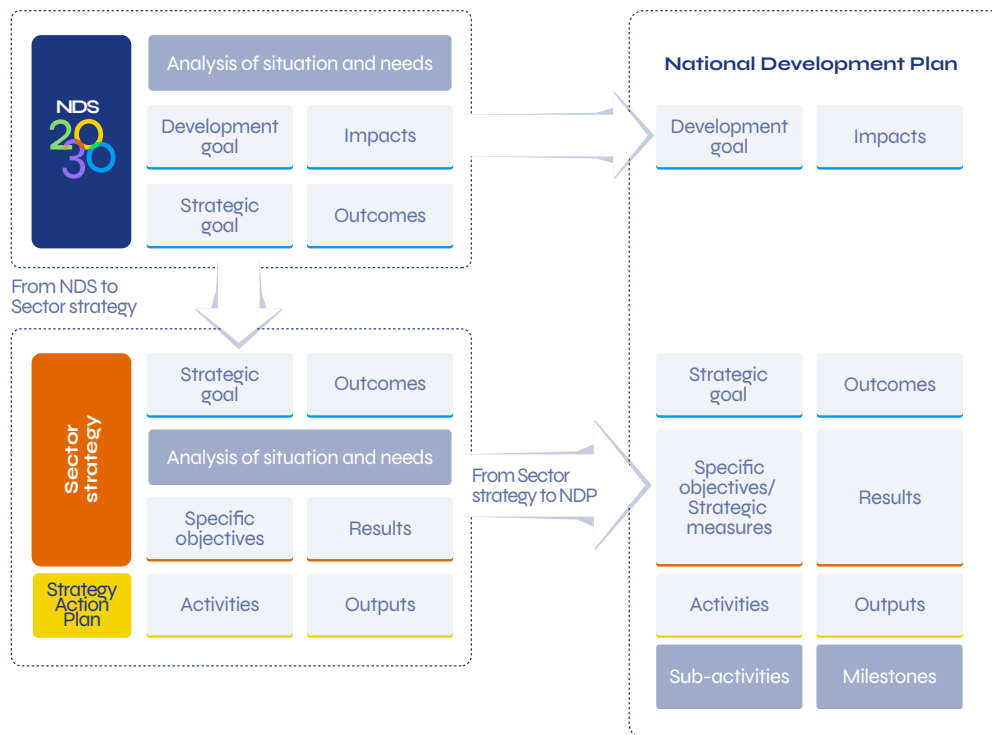 NDS
20
30
Analysis of situation and needs
Development
goal
Impacts
Strategic
goal
Outcomes
From NDS to
Sector strategy
Sector
strategy
Strategic
goal
Outcomes
Analysis of situation and needs
Specific
objectives
Results
Strategy
Action
Plan
Activities
Outputs
From Sector
strategy to NDP
National Development Plan
Development
goal
Impacts
Strategic
goal
Outcomes
Specific
objectives/
Strategic
measures
Results
Activities
Outputs
Sub-activities
Milestones